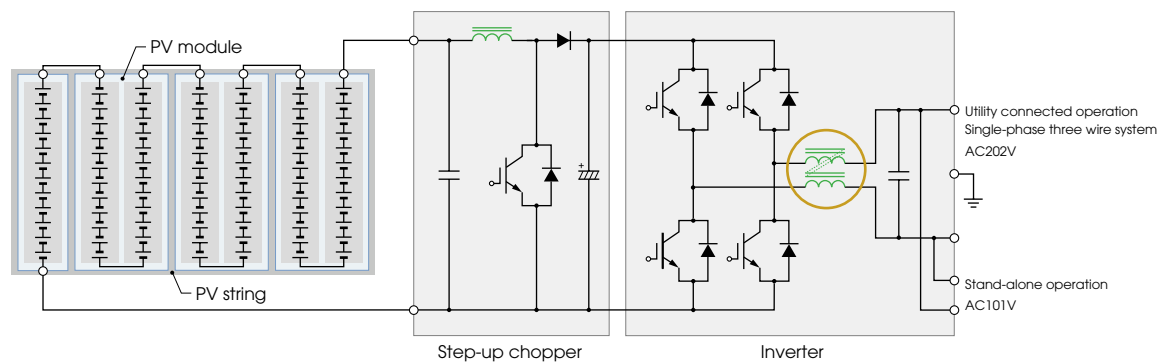 PV module
PV string
+
Step-up chopper
Inverter
Utility connected operation
Single-phase three wire system
AC202V
Stand-alone operation
AC101V